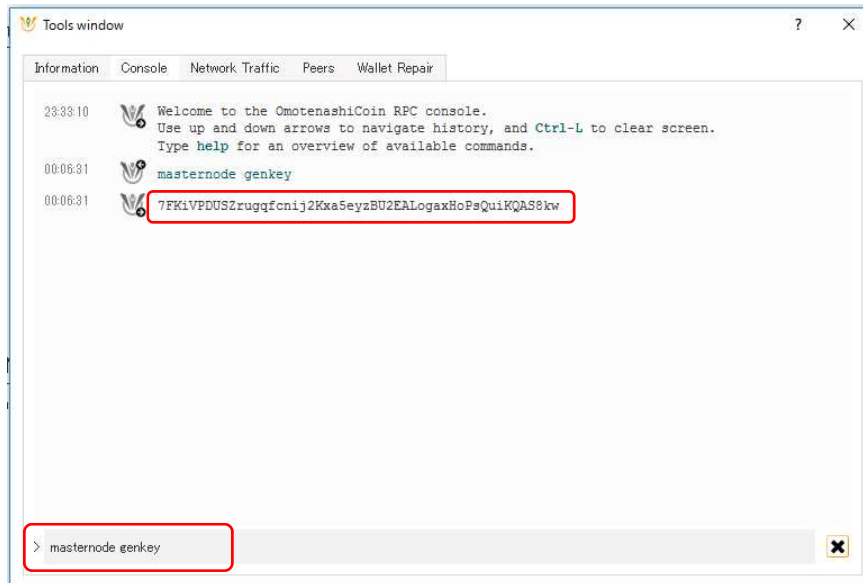 Tools window
Information Console Network Traffic Peers Wallet Repair
23:33:10 Welcome to the OmotenashiCoin RPC console.
Use up and down arrows to navigate history, and Ctrl-L to clear screen.
Type help for an overview of available commands.
00:06:31 masternode genkey
00:06:31 7FKiVPDUSZrugqfcnij2Kxa5eyzBU2EALogaxHoPsQuiKQAS8kw
> masternode genkey